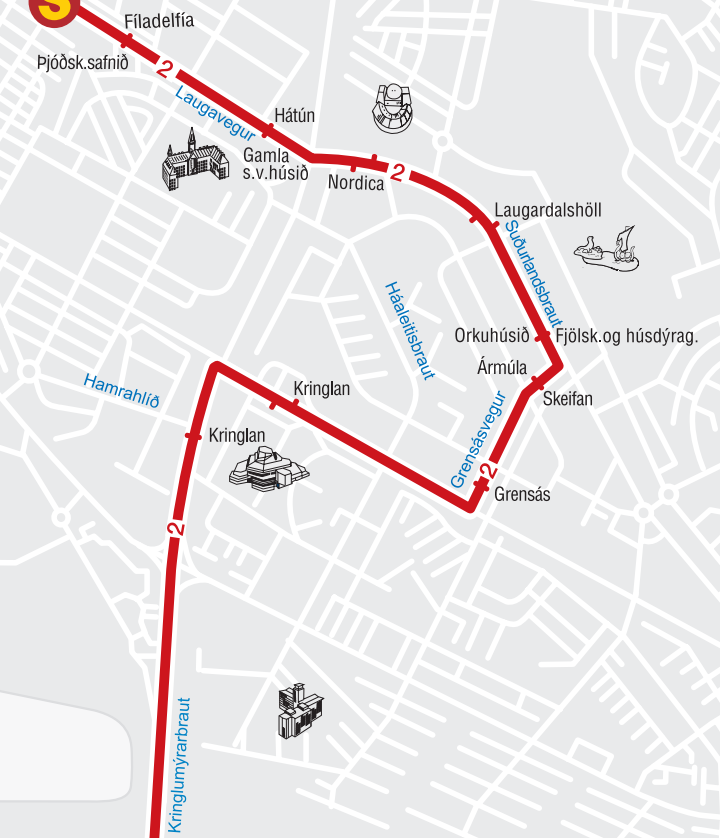 S
Fíladelfía
Þjóðsk.safnið
2
Laugavegur
Hátún
Gamla
s.v.húsið
Nordica
2
Laugardalshöll
Suðurlandsbraut
Háaleitisbraut
Orkuhúsið
Fjölsk.og húsdýrag.
Ármúla
Skeifan
Hamrahlíð
Kringlan
Kringlan
Grensásvegur
2
Grensás
2
Kringlumýrarbraut